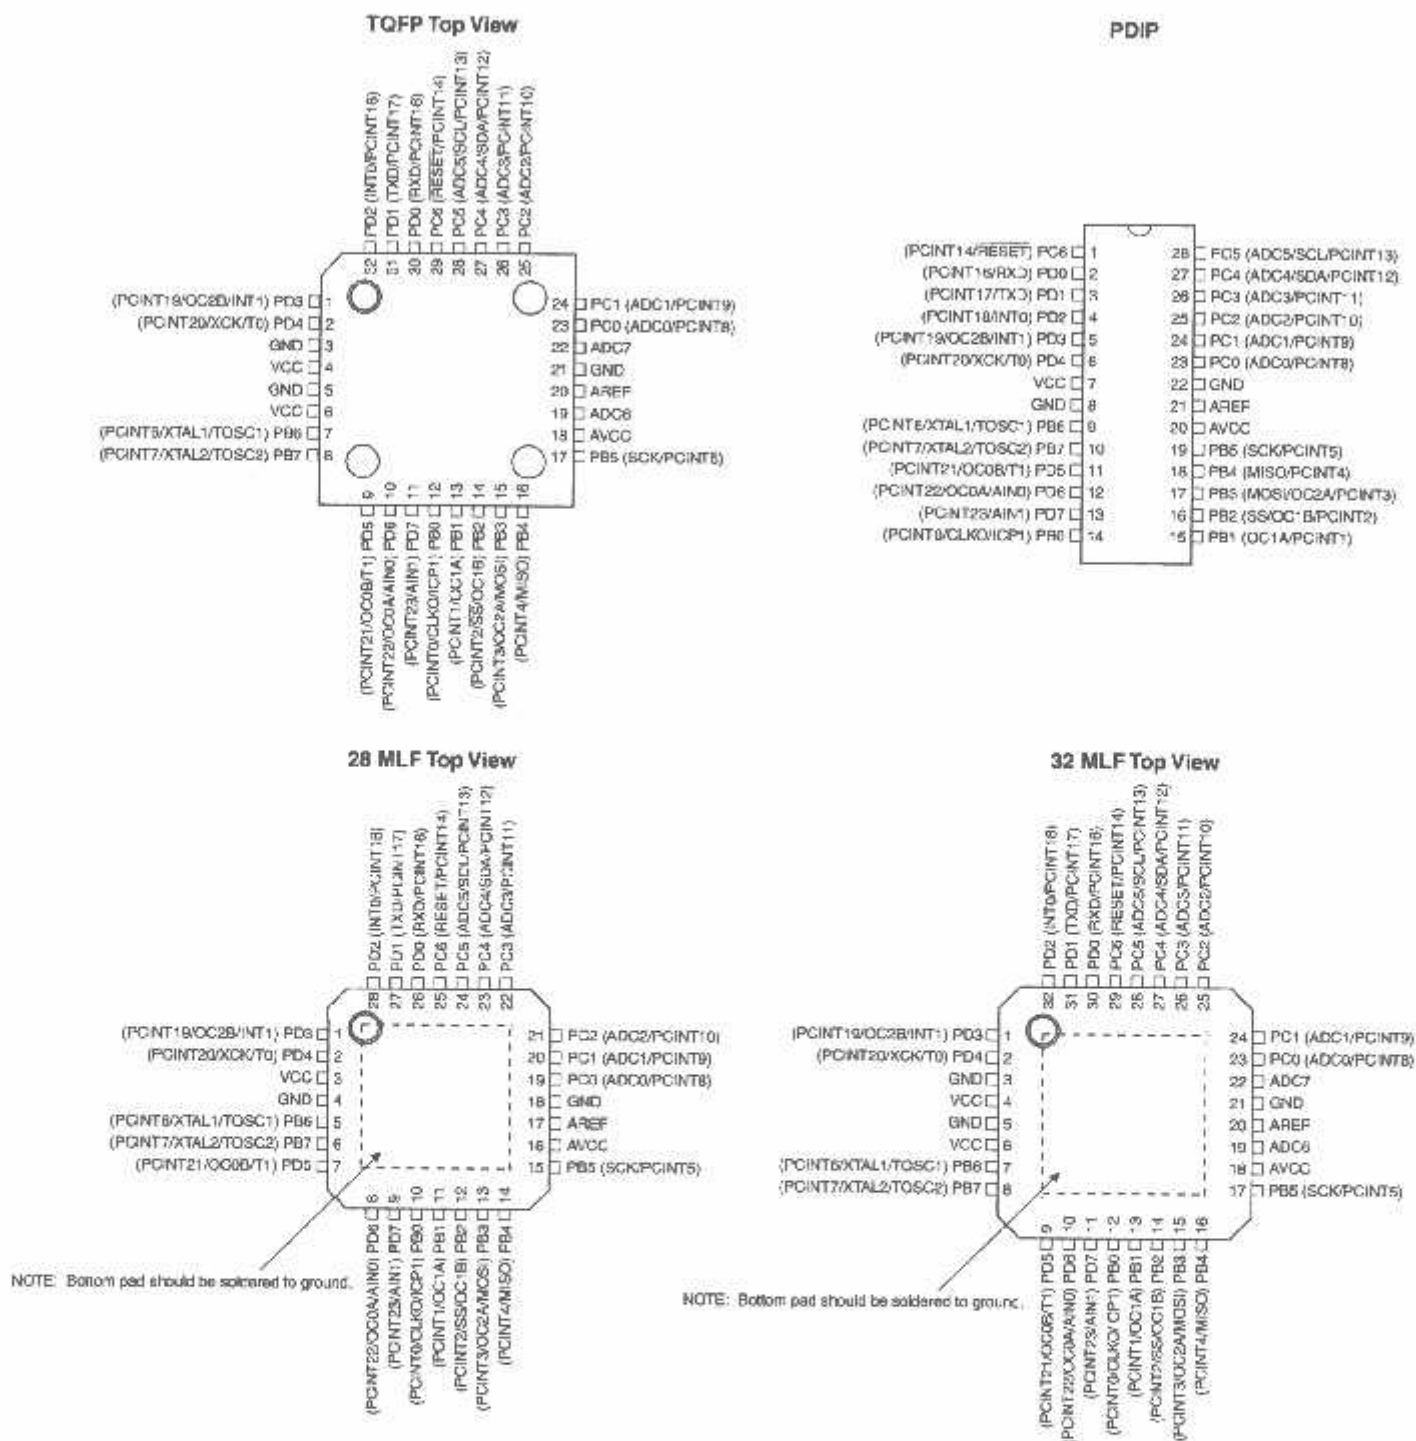 TQFP Top View
PD2 (INT0/PCINT18)
PD1 (TXD/PCINT17)
PD0 (RXD/PCINT16)
PC6 (RESET/PCINT14)
PC5 (ADC5/SCL/PCINT13)
PC4 (ADC4/SDA/PCINT12)
PC3 (ADC3/PCINT11)
PC2 (ADC2/PCINT10)
32 31 30 29 28 27 26 25
(PCINT19/OC2B/INT1) PD3 1
(PCINT20/XCK/T0) PD4 2
GND 3
VCC 4
GND 5
VCC 6
(PCINT6/XTAL1/TOSC1) PB6 7
(PCINT7/XTAL2/TOSC2) PB7 8
24 PC1 (ADC1/PCINT9)
23 PC0 (ADC0/PCINT8)
22 ADC7
21 GND
20 AREF
19 ADC6
18 AVCC
17 PB5 (SCK/PCINT5)
9 10 11 12 13 14 15 16
(PCINT21/OC0B/T1) PD5
(PCINT22/OC0A/AIN0) PD6
(PCINT23/AIN1) PD7
(PCINT0/CLKO/ICP1) PB0
(PCINT1/OC1A) PB1
(PCINT2/SS/OC1B) PB2
(PCINT3/OC2A/MOSI) PB3
(PCINT4/MISO) PB4
PDIP
(PCINT14/RESET) PC6 1
(PCINT16/RXD) PD0 2
(PCINT17/TXD) PD1 3
(PCINT18/INT0) PD2 4
(PCINT19/OC2B/INT1) PD3 5
(PCINT20/XCK/T0) PD4 6
VCC 7
GND 8
(PCINT6/XTAL1/TOSC1) PB6 9
(PCINT7/XTAL2/TOSC2) PB7 10
(PCINT21/OC0B/T1) PD5 11
(PCINT22/OC0A/AIN0) PD6 12
(PCINT23/AIN1) PD7 13
(PCINT0/CLKO/ICP1) PB0 14
28 PC5 (ADC5/SCL/PCINT13)
27 PC4 (ADC4/SDA/PCINT12)
26 PC3 (ADC3/PCINT11)
25 PC2 (ADC2/PCINT10)
24 PC1 (ADC1/PCINT9)
23 PC0 (ADC0/PCINT8)
22 GND
21 AREF
20 AVCC
19 PB5 (SCK/PCINT5)
18 PB4 (MISO/PCINT4)
17 PB3 (MOSI/OC2A/PCINT3)
16 PB2 (SS/OC1B/PCINT2)
15 PB1 (OC1A/PCINT1)
28 MLF Top View
PD2 (INT0/PCINT18)
PD1 (TXD/PCINT17)
PD0 (RXD/PCINT16)
PC6 (RESET/PCINT14)
PC5 (ADC5/SCL/PCINT13)
PC4 (ADC4/SDA/PCINT12)
PC3 (ADC3/PCINT11)
28 27 26 25 24 23 22
(PCINT19/OC2B/INT1) PD3 1
(PCINT20/XCK/T0) PD4 2
VCC 3
GND 4
(PCINT6/XTAL1/TOSC1) PB6 5
(PCINT7/XTAL2/TOSC2) PB7 6
(PCINT21/OC0B/T1) PD5 7
21 PC2 (ADC2/PCINT10)
20 PC1 (ADC1/PCINT9)
19 PC0 (ADC0/PCINT8)
18 GND
17 AREF
16 AVCC
15 PB5 (SCK/PCINT5)
8 9 10 11 12 13 14
(PCINT22/OC0A/AIN0) PD6
(PCINT23/AIN1) PD7
(PCINT0/CLKO/ICP1) PB0
(PCINT1/OC1A) PB1
(PCINT2/SS/OC1B) PB2
(PCINT3/OC2A/MOSI) PB3
(PCINT4/MISO) PB4
NOTE: Bottom pad should be soldered to ground.
32 MLF Top View
PD2 (INT0/PCINT18)
PD1 (TXD/PCINT17)
PD0 (RXD/PCINT16)
PC6 (RESET/PCINT14)
PC5 (ADC5/SCL/PCINT13)
PC4 (ADC4/SDA/PCINT12)
PC3 (ADC3/PCINT11)
PC2 (ADC2/PCINT10)
32 31 30 29 28 27 26 25
(PCINT19/OC2B/INT1) PD3 1
(PCINT20/XCK/T0) PD4 2
GND 3
VCC 4
GND 5
VCC 6
(PCINT6/XTAL1/TOSC1) PB6 7
(PCINT7/XTAL2/TOSC2) PB7 8
24 PC1 (ADC1/PCINT9)
23 PC0 (ADC0/PCINT8)
22 ADC7
21 GND
20 AREF
19 ADC6
18 AVCC
17 PB5 (SCK/PCINT5)
9 10 11 12 13 14 15 16
(PCINT21/OC0B/T1) PD5
(PCINT22/OC0A/AIN0) PD6
(PCINT23/AIN1) PD7
(PCINT0/CLKO/ICP1) PB0
(PCINT1/OC1A) PB1
(PCINT2/SS/OC1B) PB2
(PCINT3/OC2A/MOSI) PB3
(PCINT4/MISO) PB4
NOTE: Bottom pad should be soldered to ground.